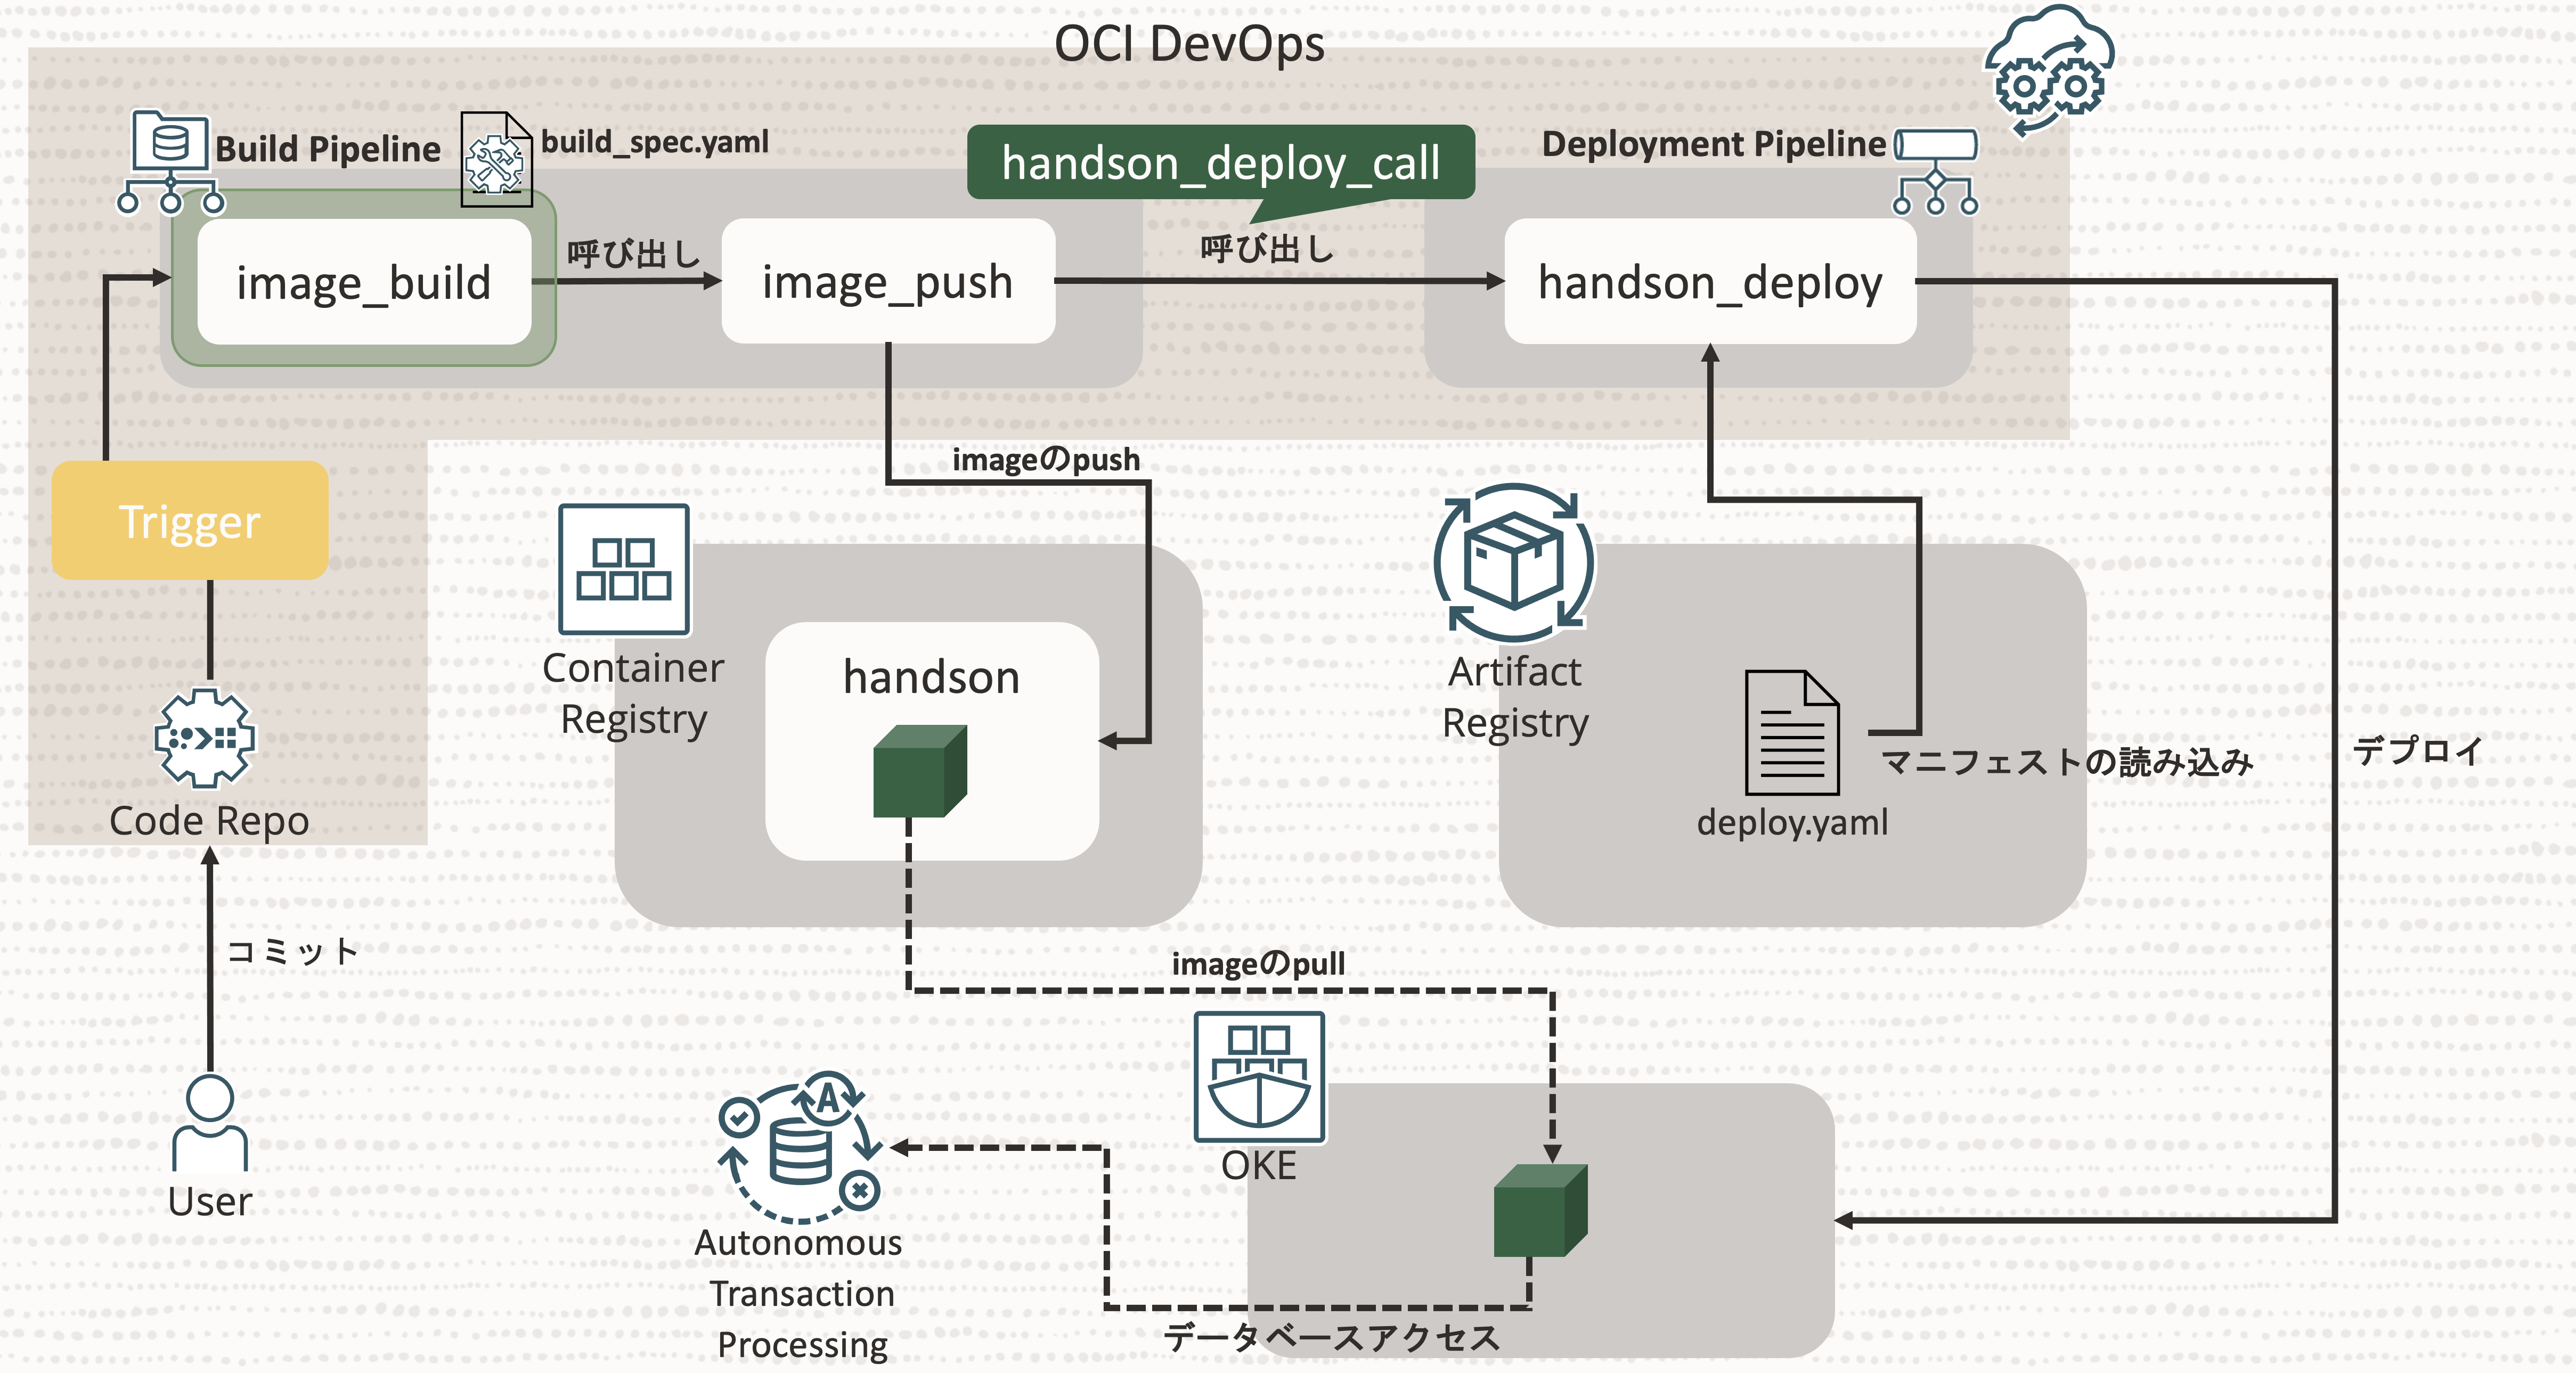 OCI DevOps
Build Pipeline
build_spec.yaml
handson_deploy_call
Deployment Pipeline
image_build
呼び出し
image_push
呼び出し
handson_deploy
imageのpush
Trigger
Container
Registry
handson
Artifact
Registry
deploy.yaml
マニフェストの読み込み
デプロイ
Code Repo
コミット
imageのpull
User
A
Autonomous
Transaction
Processing
OKE
データベースアクセス